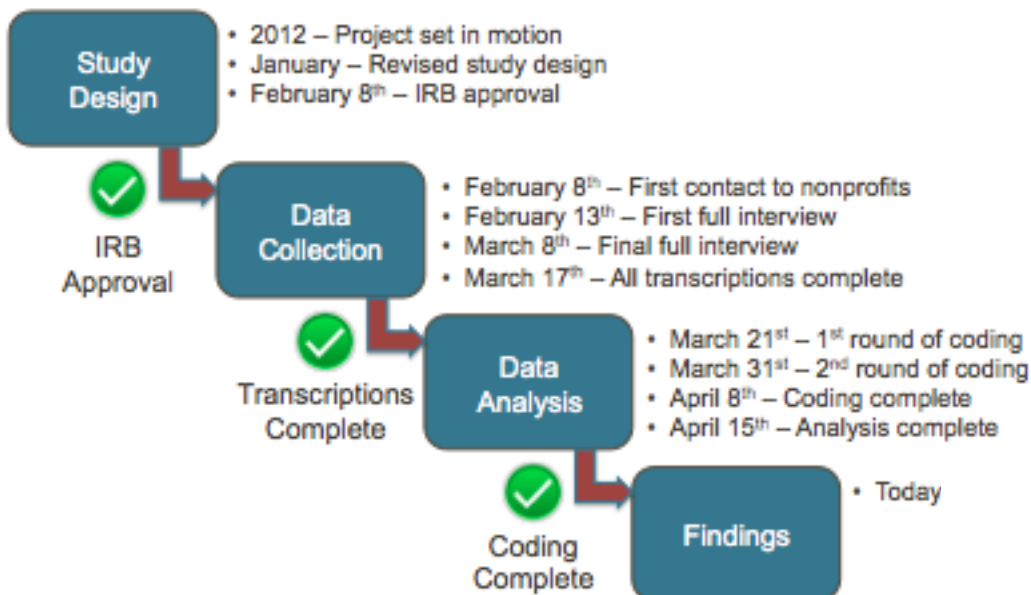 Study
Design
• 2012 – Project set in motion
• January – Revised study design
• February 8th – IRB approval
IRB
Approval
Data
Collection
• February 8th – First contact to nonprofits
• February 13th – First full interview
• March 8th – Final full interview
• March 17th – All transcriptions complete
Transcriptions
Complete
Data
Analysis
• March 21st – 1st round of coding
• March 31st – 2nd round of coding
• April 8th – Coding complete
• April 15th – Analysis complete
Coding
Complete
Findings
• Today